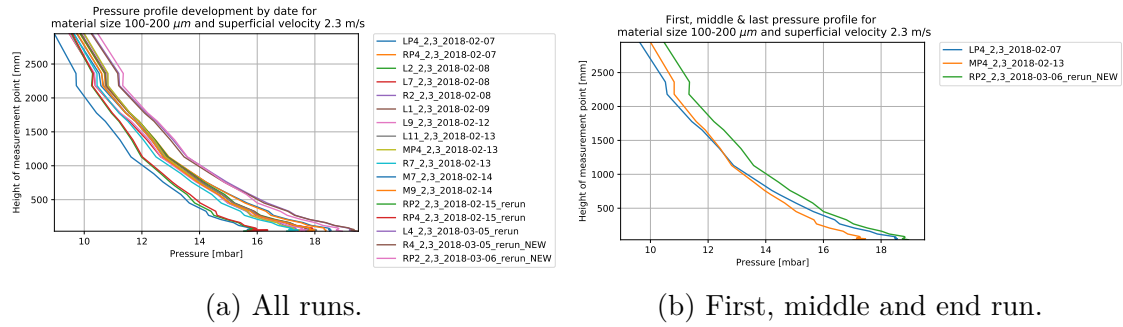 Pressure profile development by date for
material size 100-200 μm and superficial velocity 2.3 m/s
Height of measurement point [mm]
2500
2000
1500
1000
500
10
12
14
16
18
Pressure [mbar]
LP4_2,3_2018-02-07
RP4_2,3_2018-02-07
L2_2,3_2018-02-08
L7_2,3_2018-02-08
R2_2,3_2018-02-08
L1_2,3_2018-02-09
L9_2,3_2018-02-12
L11_2,3_2018-02-13
MP4_2,3_2018-02-13
R7_2,3_2018-02-13
M7_2,3_2018-02-14
M9_2,3_2018-02-14
RP2_2,3_2018-02-15_rerun
RP4_2,3_2018-02-15_rerun
L4_2,3_2018-03-05_rerun
R4_2,3_2018-03-05_rerun_NEW
RP2_2,3_2018-03-06_rerun_NEW
(a) All runs.
First, middle & last pressure profile for
material size 100-200 μm and superficial velocity 2.3 m/s
Height of measurement point [mm]
2500
2000
1500
1000
500
10
12
14
16
18
Pressure [mbar]
LP4_2,3_2018-02-07
MP4_2,3_2018-02-13
RP2_2,3_2018-03-06_rerun_NEW
(b) First, middle and end run.